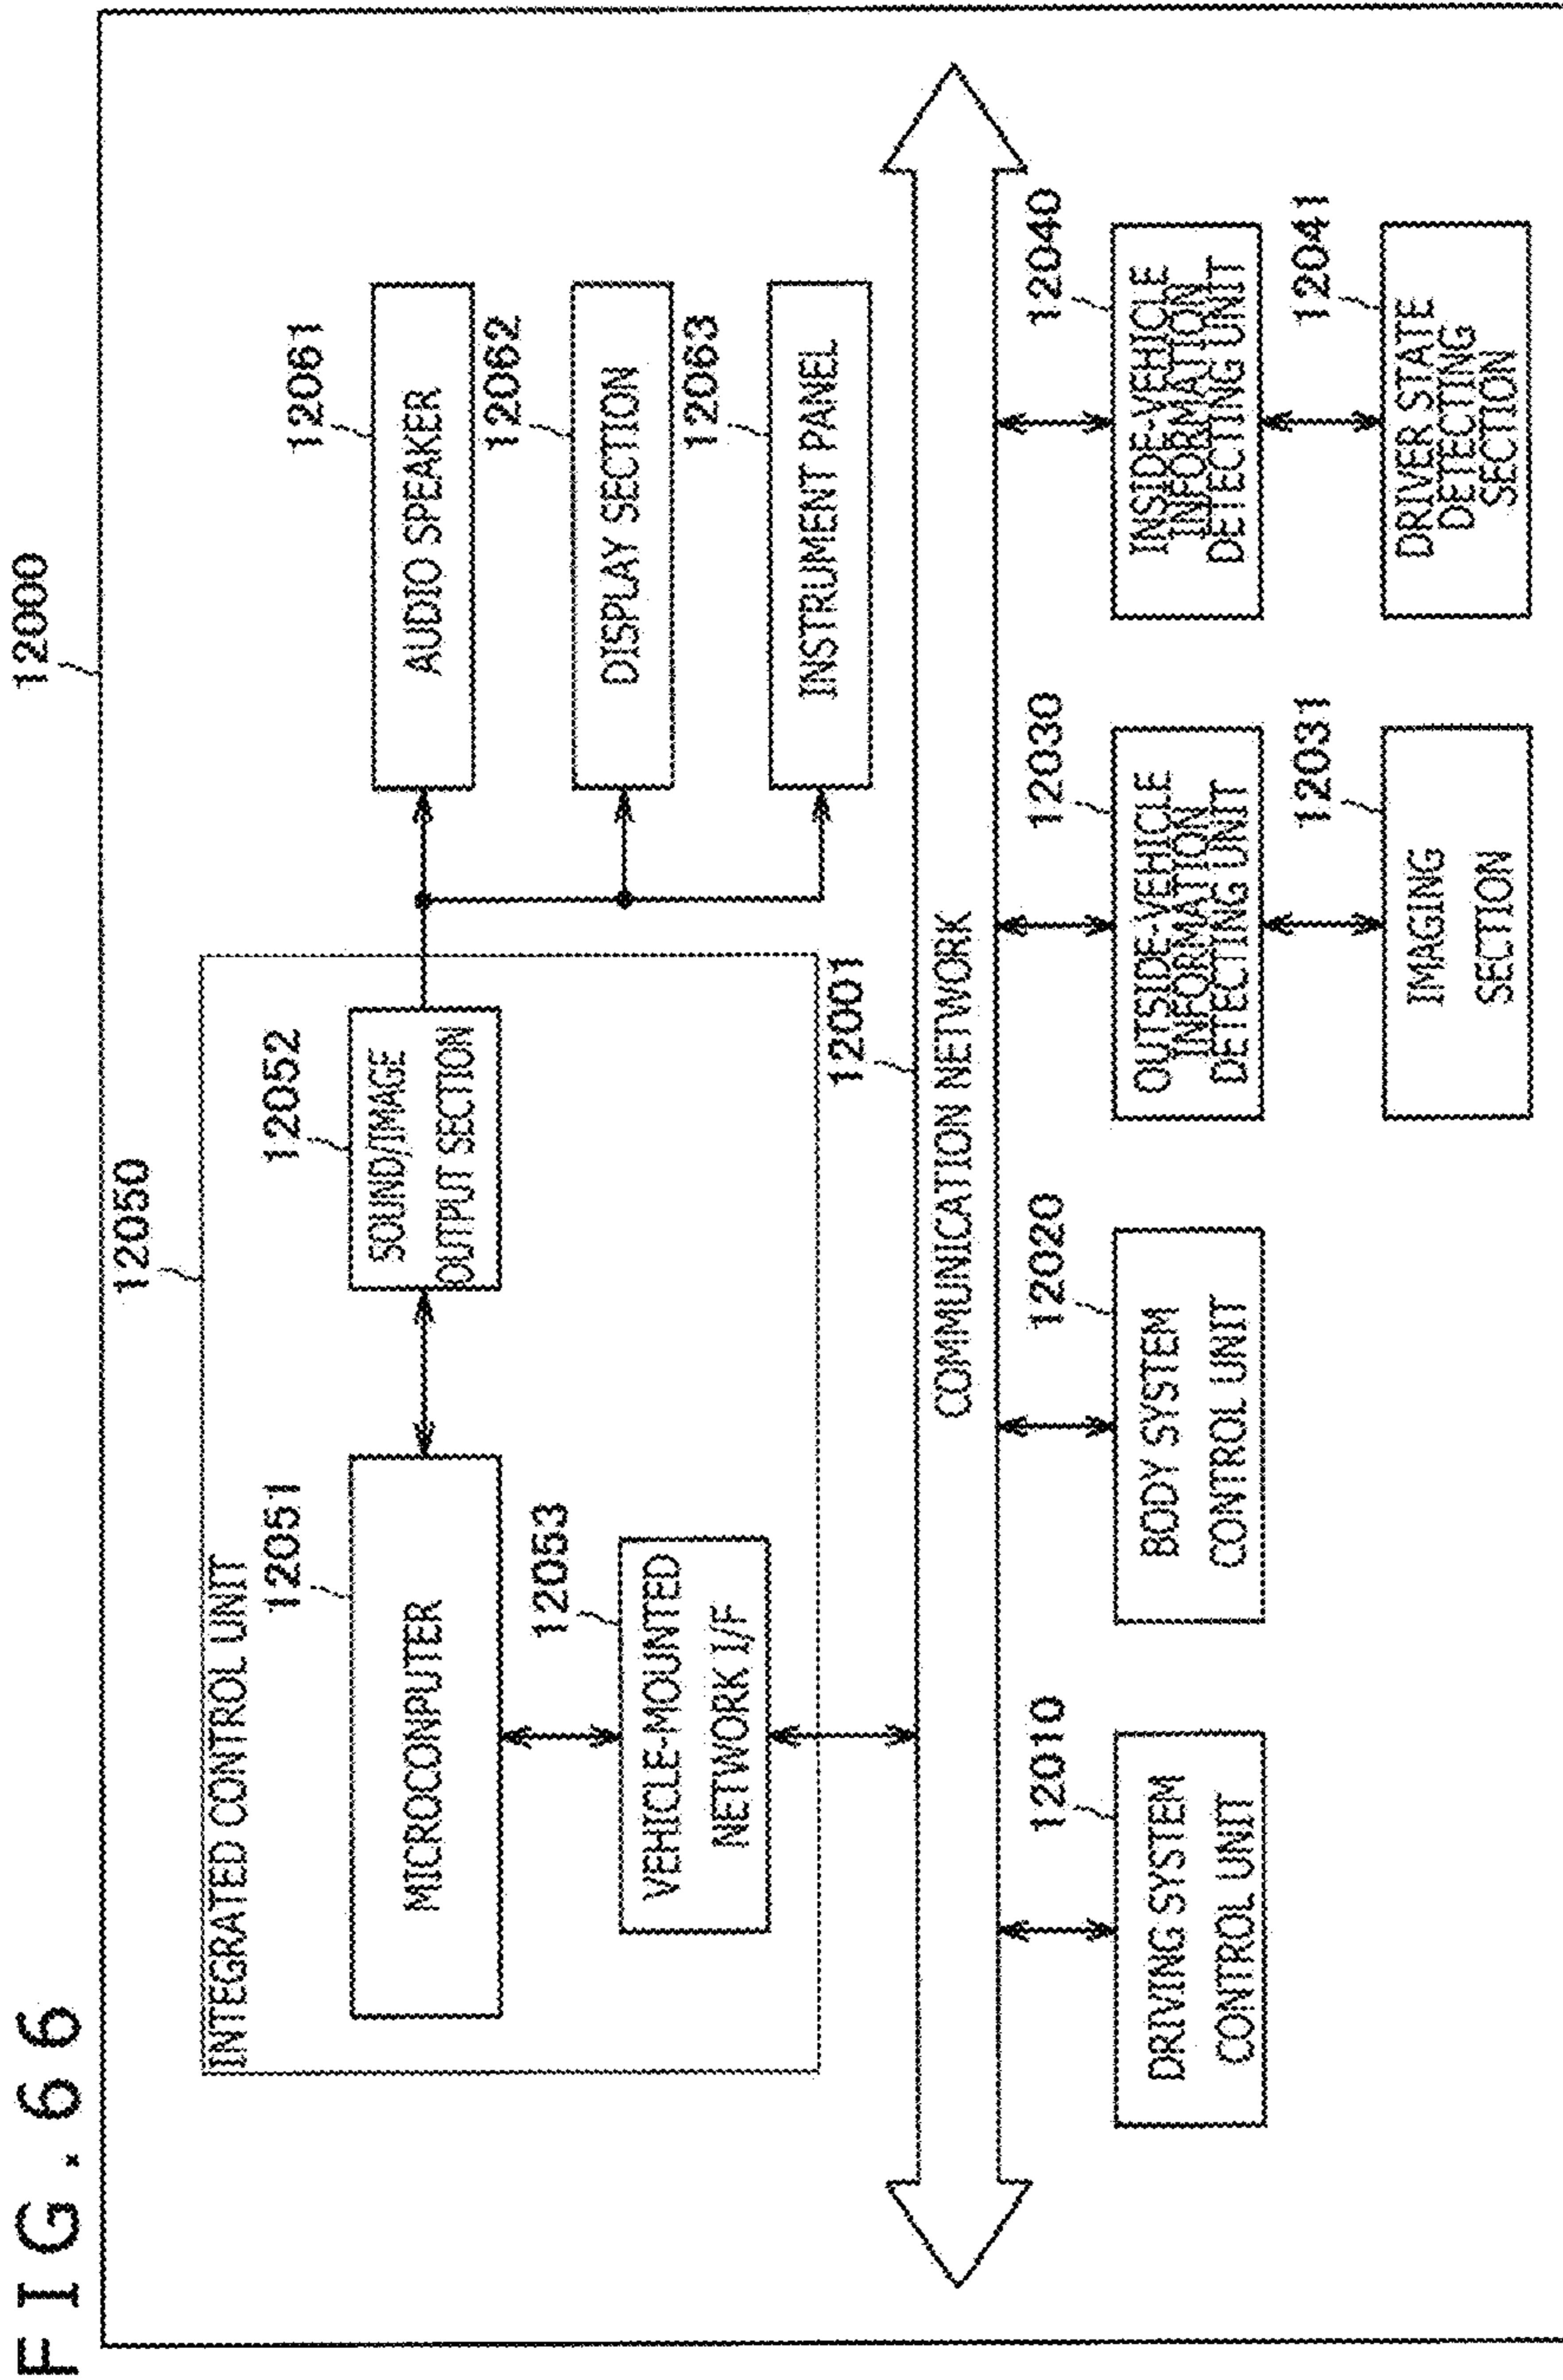 FIG. 66
12000
12050
INTEGRATED CONTROL UNIT
12051
MICROCONPUTER
12052
SOUND/IMAGE
OUTPUT SECTION
12053
VEHICLE-MOUNTED
NETWORK I/F
12061
AUDIO SPEAKER
12062
DISPLAY SECTION
12063
INSTRUMENT PANEL
12001
COMMUNICATION NETWORK
12010
DRIVING SYSTEM
CONTROL UNIT
12020
BODY SYSTEM
CONTROL UNIT
12030
OUTSIDE-VEHICLE
INFORMATION
DETECTING UNIT
12031
IMAGING
SECTION
12040
INSIDE-VEHICLE
INFORMATION
DETECTING UNIT
12041
DRIVER STATE
DETECTING
SECTION